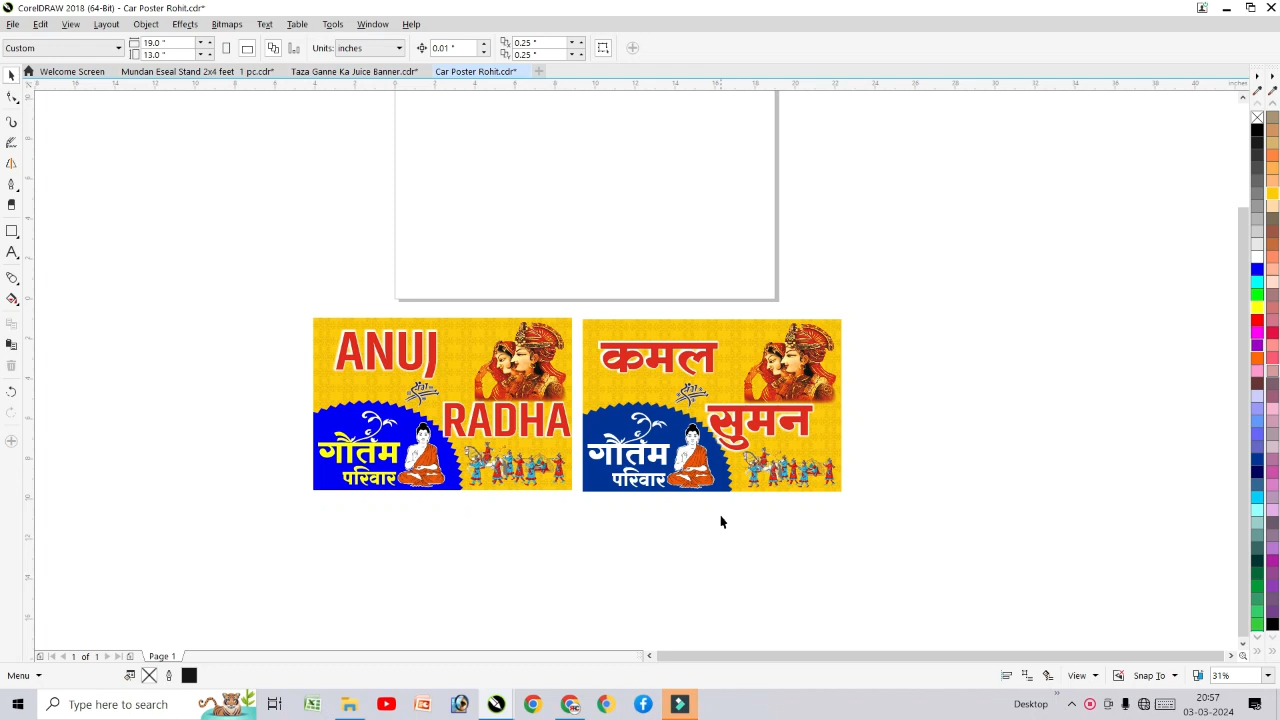 CorelDRAW 2018 (64-Bit) - Car Poster Rohit.cdr*
File Edit View Layout Object Effects Bitmaps Text Table Tools Window Help
Custom 19.0 " 13.0 " Units: inches 0.01 " 0.25 " 0.25 "
Welcome Screen Mundan Eseal Stand 2x4 feet 1 pc.cdr* Taza Ganne Ka Juice Banner.cdr* Car Poster Rohit.cdr*
inches
ANUJ
संग
RADHA
गौतम
परिवार
कमल
संग
सुमन
गौतम
परिवार
1 of 1 Page 1
Menu View Snap To 31%
Type here to search Desktop 20:57
03-03-2024